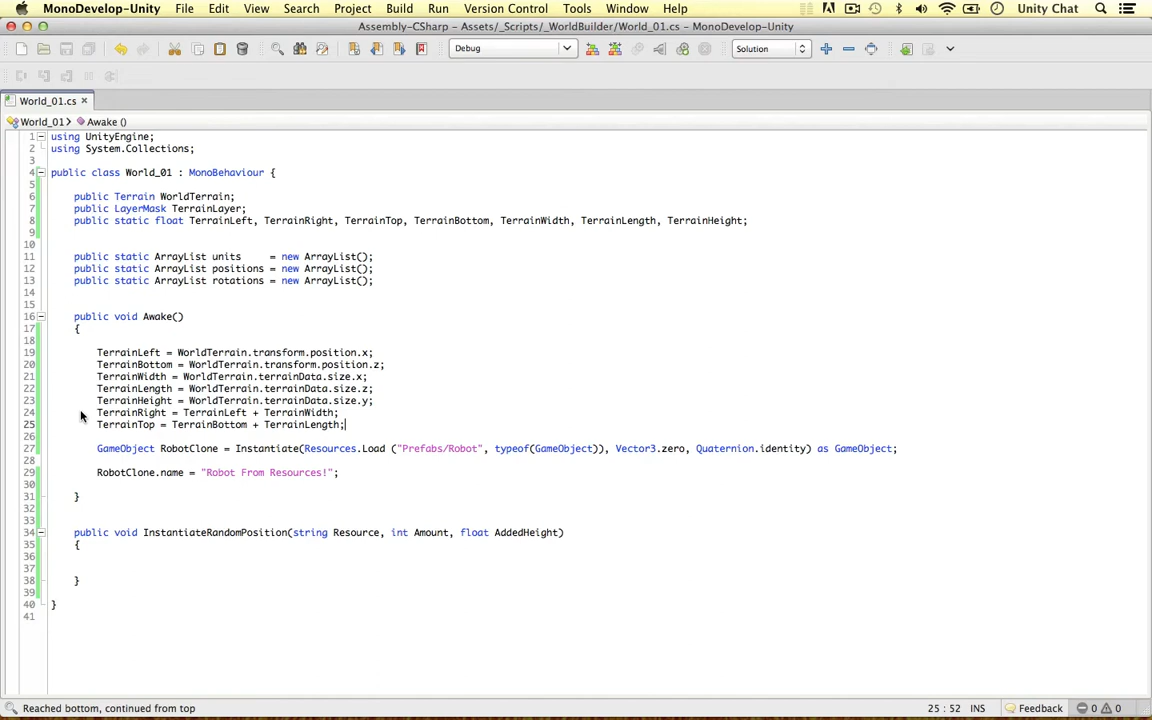 MonoDevelop-Unity File Edit View Search Project Build Run Version Control Tools Window Help Unity Chat
Assembly-CSharp - Assets/_Scripts/_WorldBuilder/World_01.cs - MonoDevelop-Unity
Debug Solution
World_01.cs
World_01 Awake ()
1 using UnityEngine;
2 using System.Collections;
3
4 public class World_01 : MonoBehaviour {
5
6 public Terrain WorldTerrain;
7 public LayerMask TerrainLayer;
8 public static float TerrainLeft, TerrainRight, TerrainTop, TerrainBottom, TerrainWidth, TerrainLength, TerrainHeight;
9
10
11 public static ArrayList units = new ArrayList();
12 public static ArrayList positions = new ArrayList();
13 public static ArrayList rotations = new ArrayList();
14
15
16 public void Awake()
17 {
18
19 TerrainLeft = WorldTerrain.transform.position.x;
20 TerrainBottom = WorldTerrain.transform.position.z;
21 TerrainWidth = WorldTerrain.terrainData.size.x;
22 TerrainLength = WorldTerrain.terrainData.size.z;
23 TerrainHeight = WorldTerrain.terrainData.size.y;
24 TerrainRight = TerrainLeft + TerrainWidth;
25 TerrainTop = TerrainBottom + TerrainLength;
26
27 GameObject RobotClone = Instantiate(Resources.Load ("Prefabs/Robot", typeof(GameObject)), Vector3.zero, Quaternion.identity) as GameObject;
28
29 RobotClone.name = "Robot From Resources!";
30
31 }
32
33
34 public void InstantiateRandomPosition(string Resource, int Amount, float AddedHeight)
35 {
36
37
38 }
39
40 }
41
Reached bottom, continued from top 25 : 52 INS Feedback 0 0